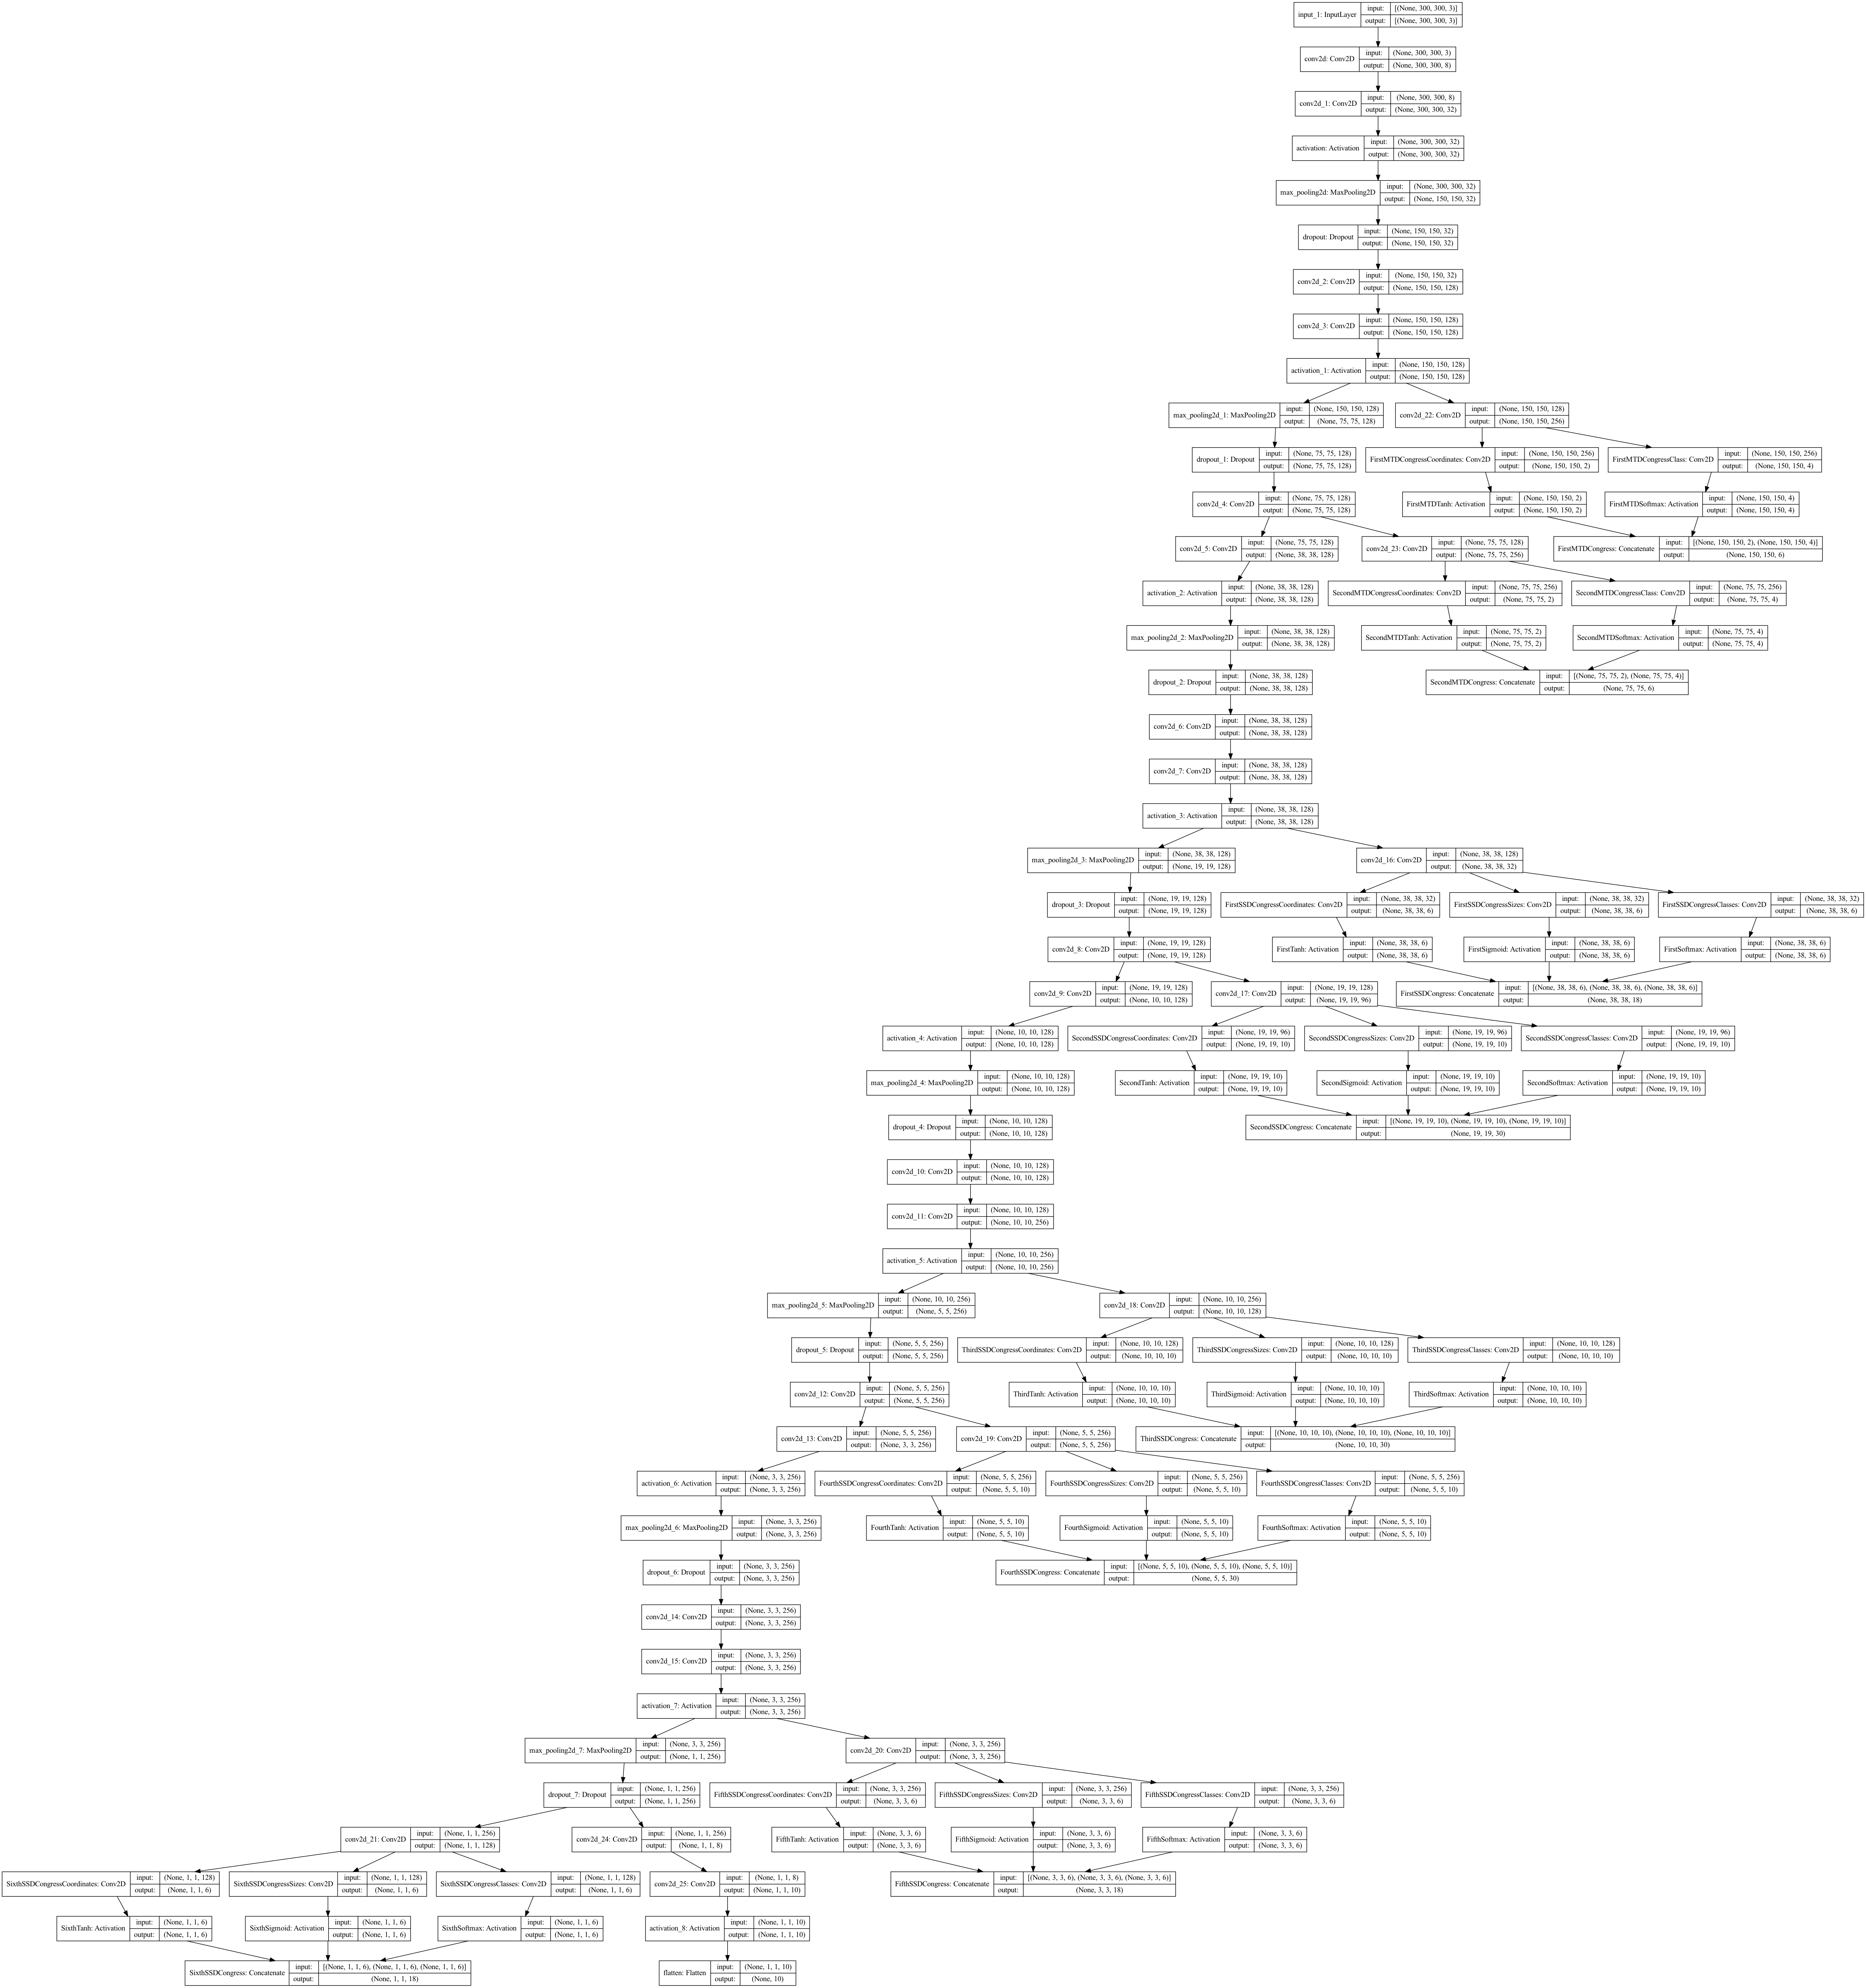 input_1: InputLayer input: [(None, 300, 300, 3)]
output: [(None, 300, 300, 3)]
conv2d: Conv2D input: (None, 300, 300, 3)
output: (None, 300, 300, 8)
conv2d_1: Conv2D input: (None, 300, 300, 8)
output: (None, 300, 300, 32)
activation: Activation input: (None, 300, 300, 32)
output: (None, 300, 300, 32)
max_pooling2d: MaxPooling2D input: (None, 300, 300, 32)
output: (None, 150, 150, 32)
dropout: Dropout input: (None, 150, 150, 32)
output: (None, 150, 150, 32)
conv2d_2: Conv2D input: (None, 150, 150, 32)
output: (None, 150, 150, 128)
conv2d_3: Conv2D input: (None, 150, 150, 128)
output: (None, 150, 150, 128)
activation_1: Activation input: (None, 150, 150, 128)
output: (None, 150, 150, 128)
max_pooling2d_1: MaxPooling2D input: (None, 150, 150, 128)
output: (None, 75, 75, 128)
conv2d_22: Conv2D input: (None, 150, 150, 128)
output: (None, 150, 150, 256)
dropout_1: Dropout input: (None, 75, 75, 128)
output: (None, 75, 75, 128)
FirstMTDCongressCoordinates: Conv2D input: (None, 150, 150, 256)
output: (None, 150, 150, 2)
FirstMTDCongressClass: Conv2D input: (None, 150, 150, 256)
output: (None, 150, 150, 4)
conv2d_4: Conv2D input: (None, 75, 75, 128)
output: (None, 75, 75, 128)
FirstMTDTanh: Activation input: (None, 150, 150, 2)
output: (None, 150, 150, 2)
FirstMTDSoftmax: Activation input: (None, 150, 150, 4)
output: (None, 150, 150, 4)
conv2d_5: Conv2D input: (None, 75, 75, 128)
output: (None, 38, 38, 128)
conv2d_23: Conv2D input: (None, 75, 75, 128)
output: (None, 75, 75, 256)
FirstMTDCongress: Concatenate input: [(None, 150, 150, 2), (None, 150, 150, 4)]
output: (None, 150, 150, 6)
activation_2: Activation input: (None, 38, 38, 128)
output: (None, 38, 38, 128)
SecondMTDCongressCoordinates: Conv2D input: (None, 75, 75, 256)
output: (None, 75, 75, 2)
SecondMTDCongressClass: Conv2D input: (None, 75, 75, 256)
output: (None, 75, 75, 4)
max_pooling2d_2: MaxPooling2D input: (None, 38, 38, 128)
output: (None, 38, 38, 128)
SecondMTDTanh: Activation input: (None, 75, 75, 2)
output: (None, 75, 75, 2)
SecondMTDSoftmax: Activation input: (None, 75, 75, 4)
output: (None, 75, 75, 4)
dropout_2: Dropout input: (None, 38, 38, 128)
output: (None, 38, 38, 128)
SecondMTDCongress: Concatenate input: [(None, 75, 75, 2), (None, 75, 75, 4)]
output: (None, 75, 75, 6)
conv2d_6: Conv2D input: (None, 38, 38, 128)
output: (None, 38, 38, 128)
conv2d_7: Conv2D input: (None, 38, 38, 128)
output: (None, 38, 38, 128)
activation_3: Activation input: (None, 38, 38, 128)
output: (None, 38, 38, 128)
max_pooling2d_3: MaxPooling2D input: (None, 38, 38, 128)
output: (None, 19, 19, 128)
conv2d_16: Conv2D input: (None, 38, 38, 128)
output: (None, 38, 38, 32)
dropout_3: Dropout input: (None, 19, 19, 128)
output: (None, 19, 19, 128)
FirstSSDCongressCoordinates: Conv2D input: (None, 38, 38, 32)
output: (None, 38, 38, 6)
FirstSSDCongressSizes: Conv2D input: (None, 38, 38, 32)
output: (None, 38, 38, 6)
FirstSSDCongressClasses: Conv2D input: (None, 38, 38, 32)
output: (None, 38, 38, 6)
conv2d_8: Conv2D input: (None, 19, 19, 128)
output: (None, 19, 19, 128)
FirstTanh: Activation input: (None, 38, 38, 6)
output: (None, 38, 38, 6)
FirstSigmoid: Activation input: (None, 38, 38, 6)
output: (None, 38, 38, 6)
FirstSoftmax: Activation input: (None, 38, 38, 6)
output: (None, 38, 38, 6)
conv2d_9: Conv2D input: (None, 19, 19, 128)
output: (None, 10, 10, 128)
conv2d_17: Conv2D input: (None, 19, 19, 128)
output: (None, 19, 19, 96)
FirstSSDCongress: Concatenate input: [(None, 38, 38, 6), (None, 38, 38, 6), (None, 38, 38, 6)]
output: (None, 38, 38, 18)
activation_4: Activation input: (None, 10, 10, 128)
output: (None, 10, 10, 128)
SecondSSDCongressCoordinates: Conv2D input: (None, 19, 19, 96)
output: (None, 19, 19, 10)
SecondSSDCongressSizes: Conv2D input: (None, 19, 19, 96)
output: (None, 19, 19, 10)
SecondSSDCongressClasses: Conv2D input: (None, 19, 19, 96)
output: (None, 19, 19, 10)
max_pooling2d_4: MaxPooling2D input: (None, 10, 10, 128)
output: (None, 10, 10, 128)
SecondTanh: Activation input: (None, 19, 19, 10)
output: (None, 19, 19, 10)
SecondSigmoid: Activation input: (None, 19, 19, 10)
output: (None, 19, 19, 10)
SecondSoftmax: Activation input: (None, 19, 19, 10)
output: (None, 19, 19, 10)
dropout_4: Dropout input: (None, 10, 10, 128)
output: (None, 10, 10, 128)
SecondSSDCongress: Concatenate input: [(None, 19, 19, 10), (None, 19, 19, 10), (None, 19, 19, 10)]
output: (None, 19, 19, 30)
conv2d_10: Conv2D input: (None, 10, 10, 128)
output: (None, 10, 10, 128)
conv2d_11: Conv2D input: (None, 10, 10, 128)
output: (None, 10, 10, 256)
activation_5: Activation input: (None, 10, 10, 256)
output: (None, 10, 10, 256)
max_pooling2d_5: MaxPooling2D input: (None, 10, 10, 256)
output: (None, 5, 5, 256)
conv2d_18: Conv2D input: (None, 10, 10, 256)
output: (None, 10, 10, 128)
dropout_5: Dropout input: (None, 5, 5, 256)
output: (None, 5, 5, 256)
ThirdSSDCongressCoordinates: Conv2D input: (None, 10, 10, 128)
output: (None, 10, 10, 10)
ThirdSSDCongressSizes: Conv2D input: (None, 10, 10, 128)
output: (None, 10, 10, 10)
ThirdSSDCongressClasses: Conv2D input: (None, 10, 10, 128)
output: (None, 10, 10, 10)
conv2d_12: Conv2D input: (None, 5, 5, 256)
output: (None, 5, 5, 256)
ThirdTanh: Activation input: (None, 10, 10, 10)
output: (None, 10, 10, 10)
ThirdSigmoid: Activation input: (None, 10, 10, 10)
output: (None, 10, 10, 10)
ThirdSoftmax: Activation input: (None, 10, 10, 10)
output: (None, 10, 10, 10)
conv2d_13: Conv2D input: (None, 5, 5, 256)
output: (None, 3, 3, 256)
conv2d_19: Conv2D input: (None, 5, 5, 256)
output: (None, 5, 5, 256)
ThirdSSDCongress: Concatenate input: [(None, 10, 10, 10), (None, 10, 10, 10), (None, 10, 10, 10)]
output: (None, 10, 10, 30)
activation_6: Activation input: (None, 3, 3, 256)
output: (None, 3, 3, 256)
FourthSSDCongressCoordinates: Conv2D input: (None, 5, 5, 256)
output: (None, 5, 5, 10)
FourthSSDCongressSizes: Conv2D input: (None, 5, 5, 256)
output: (None, 5, 5, 10)
FourthSSDCongressClasses: Conv2D input: (None, 5, 5, 256)
output: (None, 5, 5, 10)
max_pooling2d_6: MaxPooling2D input: (None, 3, 3, 256)
output: (None, 3, 3, 256)
FourthTanh: Activation input: (None, 5, 5, 10)
output: (None, 5, 5, 10)
FourthSigmoid: Activation input: (None, 5, 5, 10)
output: (None, 5, 5, 10)
FourthSoftmax: Activation input: (None, 5, 5, 10)
output: (None, 5, 5, 10)
dropout_6: Dropout input: (None, 3, 3, 256)
output: (None, 3, 3, 256)
FourthSSDCongress: Concatenate input: [(None, 5, 5, 10), (None, 5, 5, 10), (None, 5, 5, 10)]
output: (None, 5, 5, 30)
conv2d_14: Conv2D input: (None, 3, 3, 256)
output: (None, 3, 3, 256)
conv2d_15: Conv2D input: (None, 3, 3, 256)
output: (None, 3, 3, 256)
activation_7: Activation input: (None, 3, 3, 256)
output: (None, 3, 3, 256)
max_pooling2d_7: MaxPooling2D input: (None, 3, 3, 256)
output: (None, 1, 1, 256)
conv2d_20: Conv2D input: (None, 3, 3, 256)
output: (None, 3, 3, 256)
dropout_7: Dropout input: (None, 1, 1, 256)
output: (None, 1, 1, 256)
FifthSSDCongressCoordinates: Conv2D input: (None, 3, 3, 256)
output: (None, 3, 3, 6)
FifthSSDCongressSizes: Conv2D input: (None, 3, 3, 256)
output: (None, 3, 3, 6)
FifthSSDCongressClasses: Conv2D input: (None, 3, 3, 256)
output: (None, 3, 3, 6)
conv2d_21: Conv2D input: (None, 1, 1, 256)
output: (None, 1, 1, 128)
conv2d_24: Conv2D input: (None, 1, 1, 256)
output: (None, 1, 1, 8)
FifthTanh: Activation input: (None, 3, 3, 6)
output: (None, 3, 3, 6)
FifthSigmoid: Activation input: (None, 3, 3, 6)
output: (None, 3, 3, 6)
FifthSoftmax: Activation input: (None, 3, 3, 6)
output: (None, 3, 3, 6)
SixthSSDCongressCoordinates: Conv2D input: (None, 1, 1, 128)
output: (None, 1, 1, 6)
SixthSSDCongressSizes: Conv2D input: (None, 1, 1, 128)
output: (None, 1, 1, 6)
SixthSSDCongressClasses: Conv2D input: (None, 1, 1, 128)
output: (None, 1, 1, 6)
conv2d_25: Conv2D input: (None, 1, 1, 8)
output: (None, 1, 1, 10)
FifthSSDCongress: Concatenate input: [(None, 3, 3, 6), (None, 3, 3, 6), (None, 3, 3, 6)]
output: (None, 3, 3, 18)
SixthTanh: Activation input: (None, 1, 1, 6)
output: (None, 1, 1, 6)
SixthSigmoid: Activation input: (None, 1, 1, 6)
output: (None, 1, 1, 6)
SixthSoftmax: Activation input: (None, 1, 1, 6)
output: (None, 1, 1, 6)
activation_8: Activation input: (None, 1, 1, 10)
output: (None, 1, 1, 10)
SixthSSDCongress: Concatenate input: [(None, 1, 1, 6), (None, 1, 1, 6), (None, 1, 1, 6)]
output: (None, 1, 1, 18)
flatten: Flatten input: (None, 1, 1, 10)
output: (None, 10)